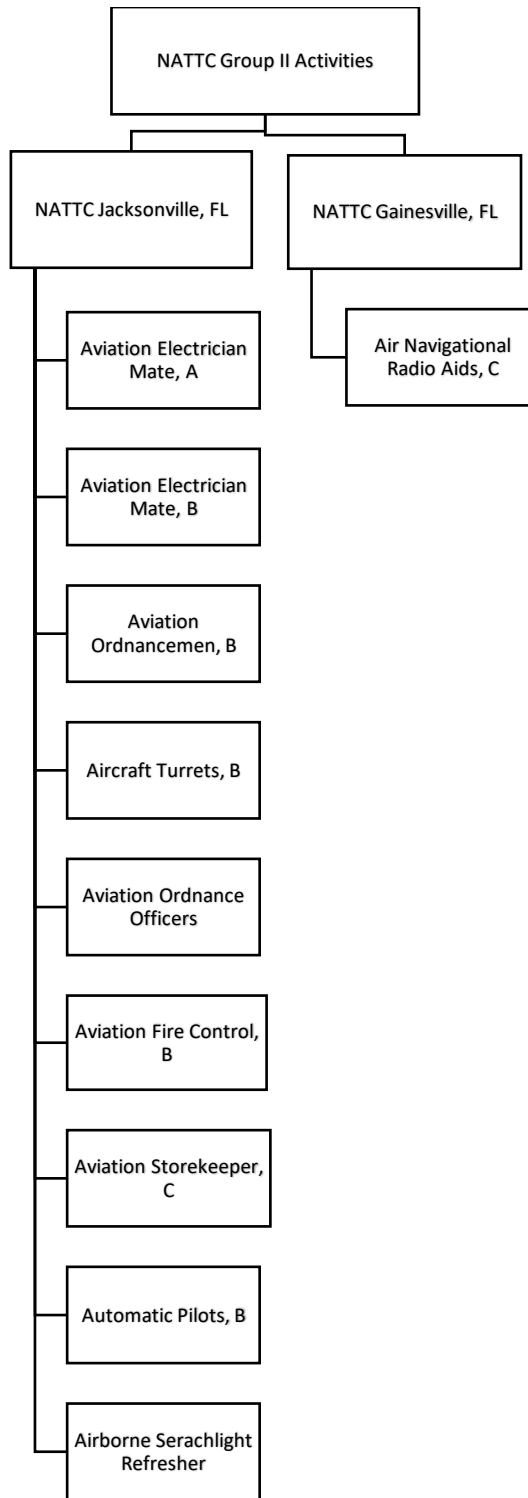 NATTC Group II Activities
NATTC Jacksonville, FL
NATTC Gainesville, FL
Aviation Electrician
Mate, A
Air Navigational
Radio Aids, C
Aviation Electrician
Mate, B
Aviation
Ordnancemen, B
Aircraft Turrets, B
Aviation Ordnance
Officers
Aviation Fire Control,
B
Aviation Storekeeper,
C
Automatic Pilots, B
Airborne Serachlight
Refresher